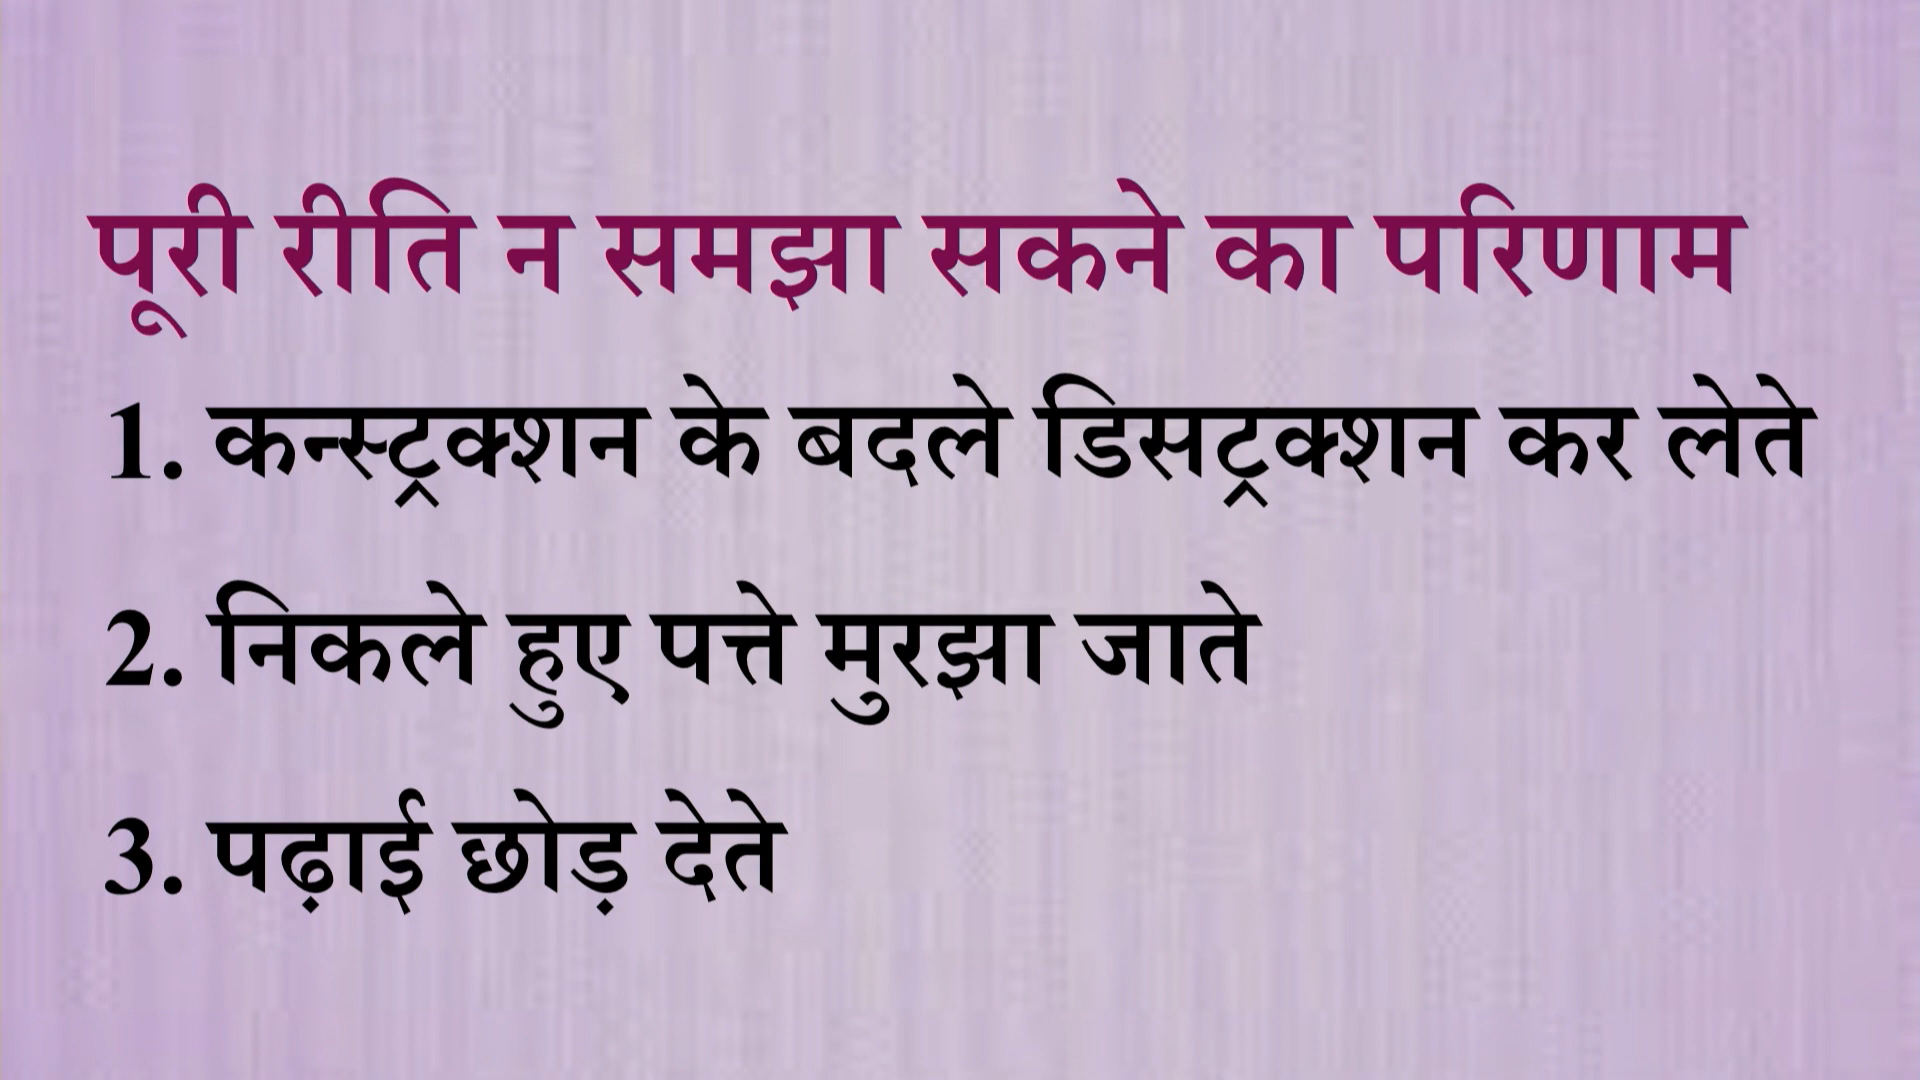 पूरी रीति न समझा सकने का परिणाम
1. कन्स्ट्रक्शन के बदले डिसट्रक्शन कर लेते
2. निकले हुए पत्ते मुरझा जाते
3. पढ़ाई छोड़ देते